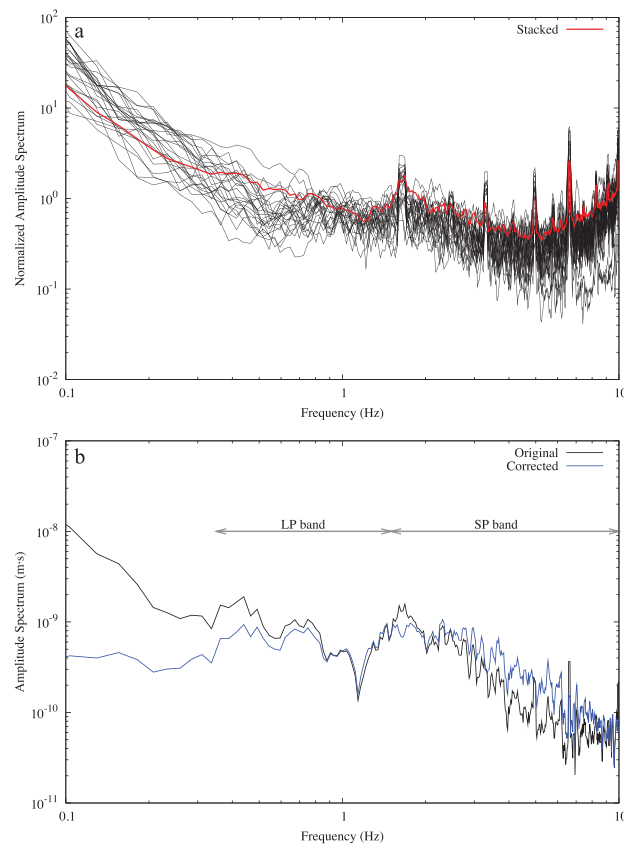 a
Stacked
10^2
10^1
10^0
10^-1
10^-2
Normalized Amplitude Spectrum
0.1
1
10
Frequency (Hz)
b
Original
Corrected
LP band
SP band
10^-7
10^-8
10^-9
10^-10
10^-11
Amplitude Spectrum (m·s)
0.1
1
10
Frequency (Hz)